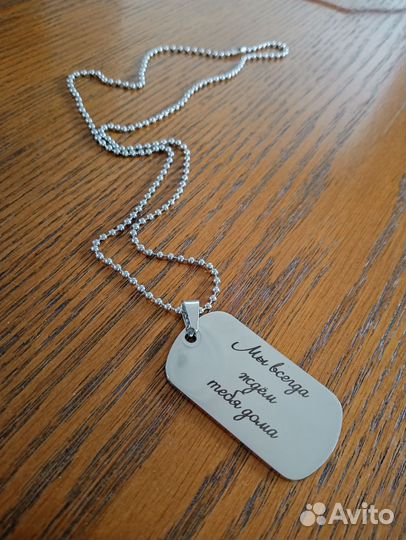 Мы всегда
ждём
тебя дома
Avito